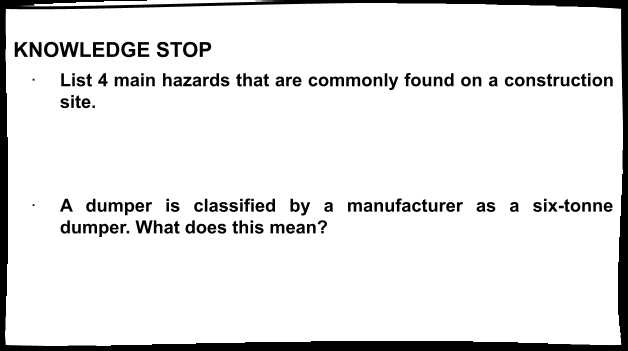 KNOWLEDGE STOP
· List 4 main hazards that are commonly found on a construction
site.
· A dumper is classified by a manufacturer as a six-tonne
dumper. What does this mean?